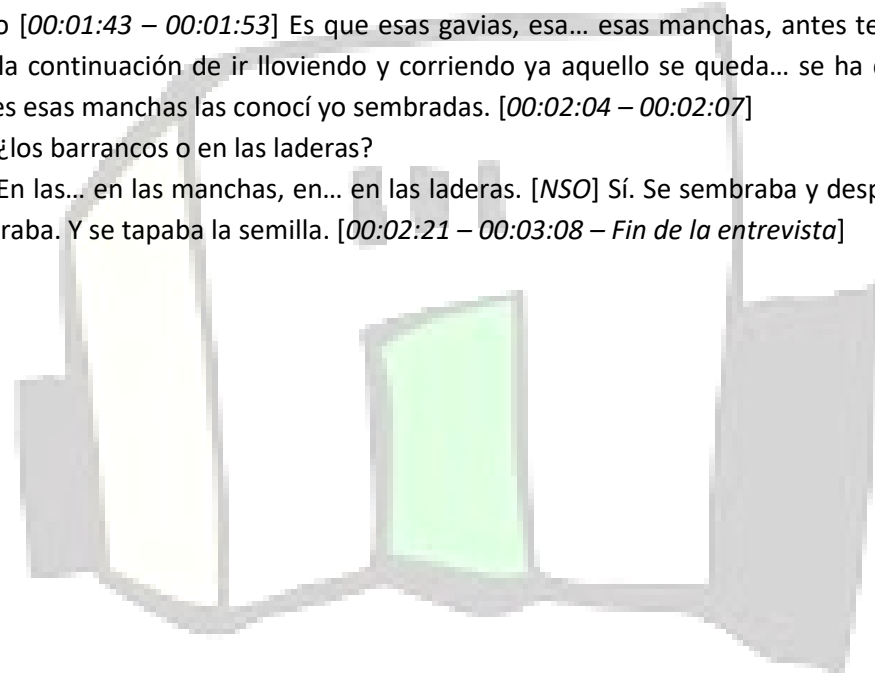 o [00:01:43 – 00:01:53] Es que esas gavias, esa… esas manchas, antes te
la continuación de ir lloviendo y corriendo ya aquello se queda… se ha
es esas manchas las conocí yo sembradas. [00:02:04 – 00:02:07]
¿los barrancos o en las laderas?
En las… en las manchas, en… en las laderas. [NSO] Sí. Se sembraba y desp
raba. Y se tapaba la semilla. [00:02:21 – 00:03:08 – Fin de la entrevista]